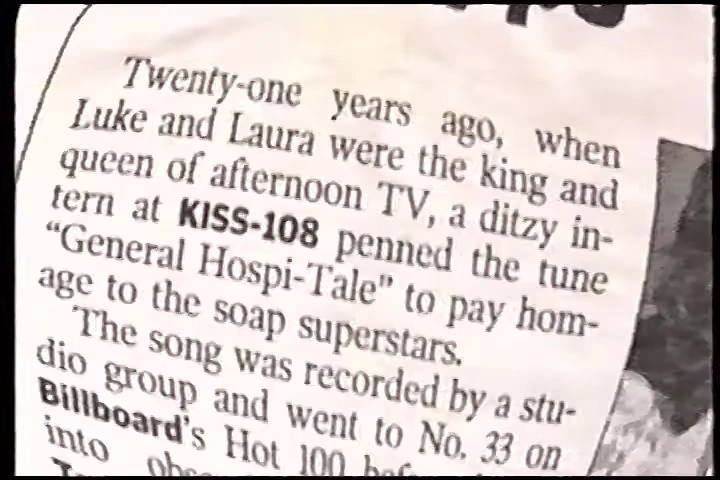 Twenty-one years ago, when
Luke and Laura were the king and
queen of afternoon TV, a ditzy in-
tern at KISS-108 penned the tune
“General Hospi-Tale” to pay hom-
age to the soap superstars.
The song was recorded by a stu-
dio group and went to No. 33 on
Billboard's Hot 100
into